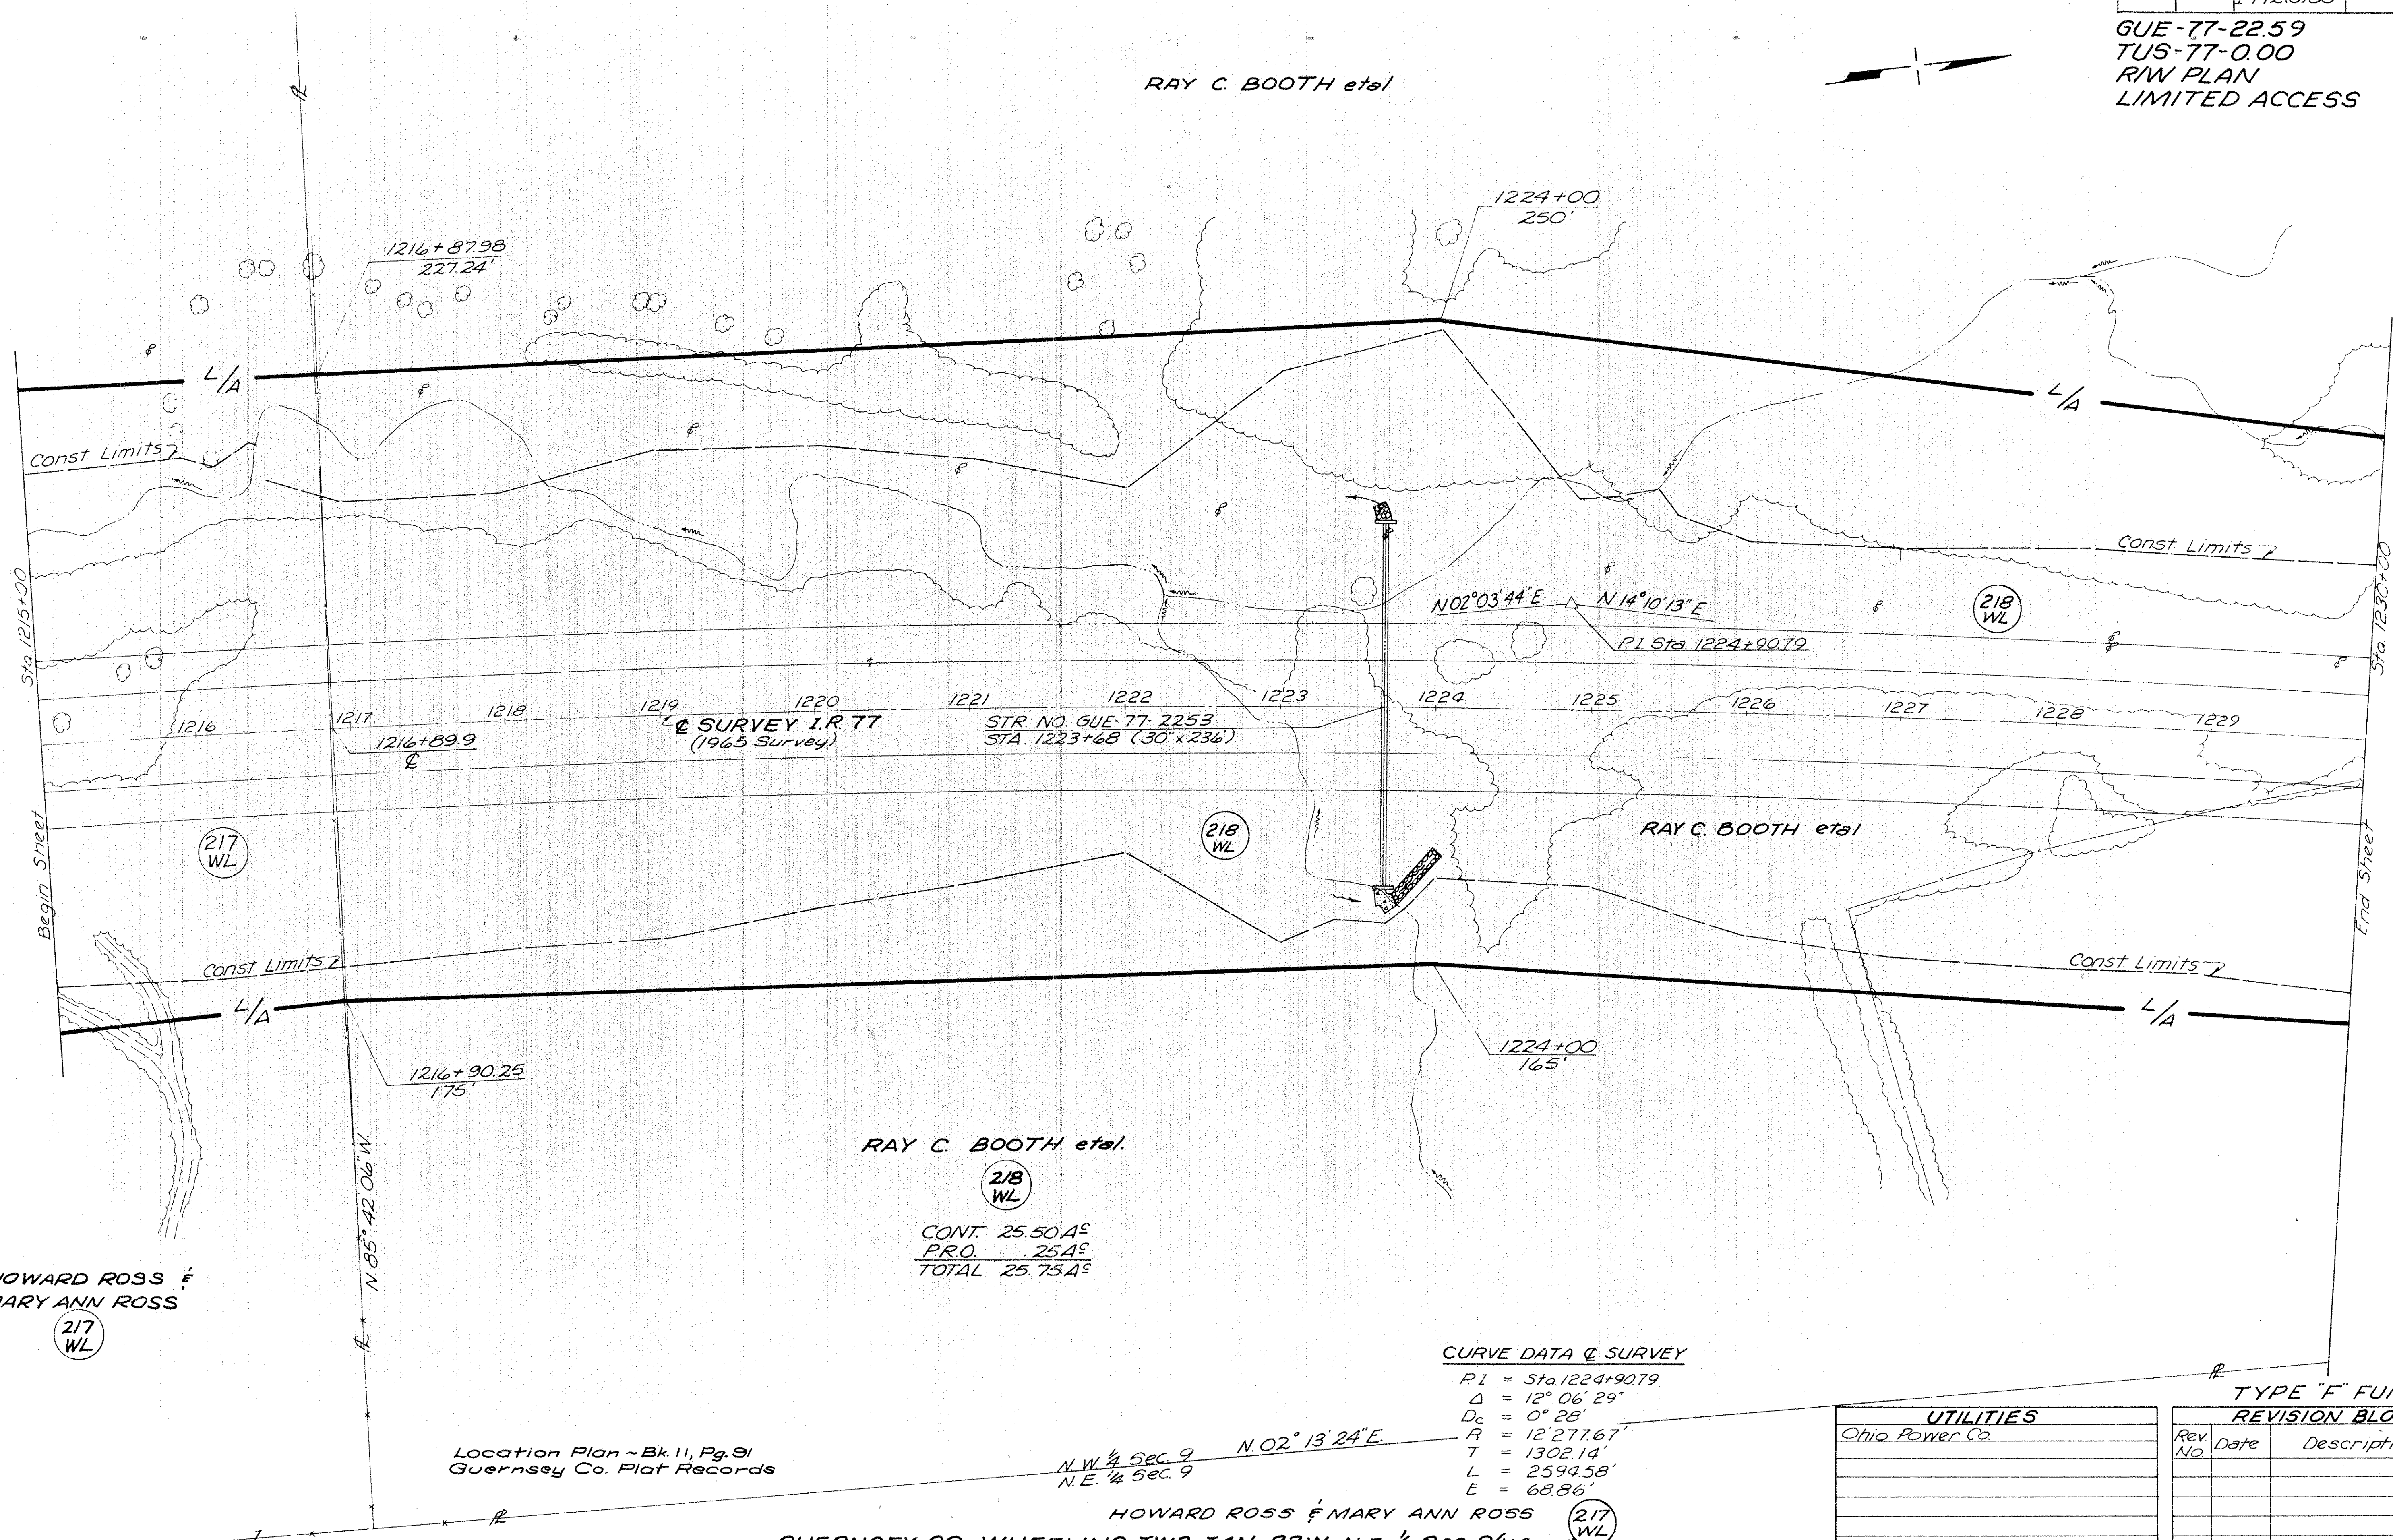 GUE-77-22.59
TUS-77-0.00
R/W PLAN
LIMITED ACCESS
RAY C. BOOTH etal
1224+00
250'
1216+87.98
227.24'
L/A
L/A
Const. Limits
Const. Limits
Sta. 1215+00
Sta. 1230+00
N02°03'44"E
Δ
N14°10'13"E
P.I. Sta. 1224+90.79
218
WL
1216
1217
1218
1219
1220
1221
1222
1223
1224
1225
1226
1227
1228
1229
1216+89.9
℄
℄ SURVEY I.R. 77
(1965 Survey)
STR. NO. GUE-77-2253
STA. 1223+68 (30"x236')
217
WL
218
WL
RAY C. BOOTH etal
Begin Sheet
End Sheet
Const. Limits
Const. Limits
L/A
L/A
1216+90.25
175'
1224+00
165'
N.85°42'06"W.
RAY C. BOOTH etal.
218
WL
CONT. 25.50 Ac
P.R.O. .25 Ac
TOTAL 25.75 Ac
HOWARD ROSS &
MARY ANN ROSS
217
WL
CURVE DATA ℄ SURVEY
P.I. = Sta. 1224+90.79
Δ = 12° 06' 29"
Dc = 0° 28'
R = 12'277.67'
T = 1302.14'
L = 2594.58'
E = 68.86'
Location Plan ~ Bk. 11, Pg. 91
Guernsey Co. Plat Records
N.W. ¼ Sec. 9
N.E. ¼ Sec. 9
N.02° 13' 24"E.
HOWARD ROSS & MARY ANN ROSS
217
WL
UTILITIES
Ohio Power Co.
TYPE "F"
REVISION
Rev. No.
Date